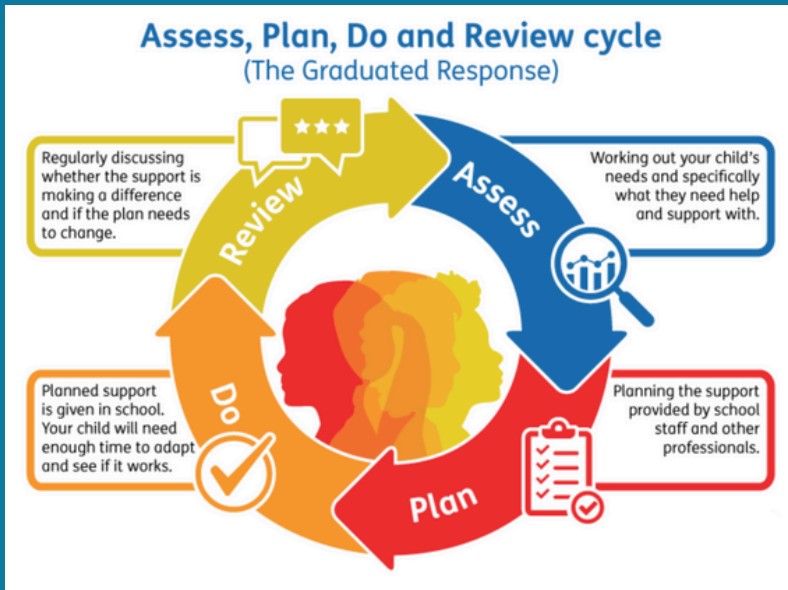 Assess, Plan, Do and Review cycle
(The Graduated Response)
Regularly discussing
whether the support is
making a difference
and if the plan needs
to change.
Review
Assess
Working out your child's
needs and specifically
what they need help
and support with.
Planned support
is given in school.
Your child will need
enough time to adapt
and see if it works.
Do
Plan
Planning the support
provided by school
staff and other
professionals.